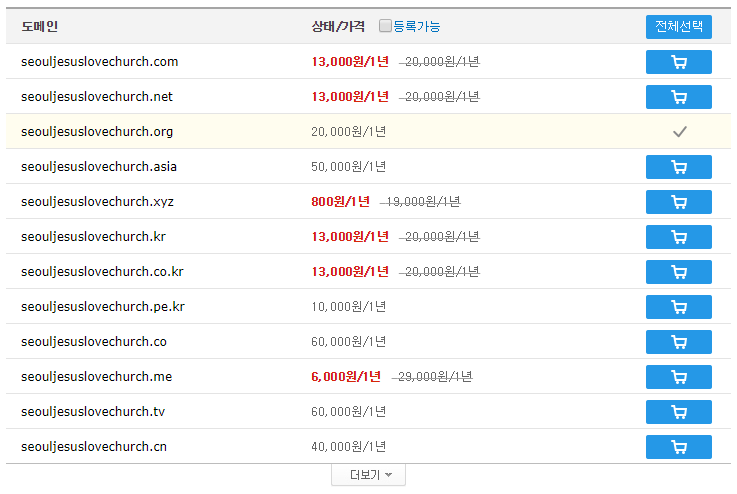 도메인 상태/가격 등록가능 전체선택
seouljesuslovechurch.com 13,000원/1년 20,000원/1년
seouljesuslovechurch.net 13,000원/1년 20,000원/1년
seouljesuslovechurch.org 20,000원/1년
seouljesuslovechurch.asia 50,000원/1년
seouljesuslovechurch.xyz 800원/1년 19,000원/1년
seouljesuslovechurch.kr 13,000원/1년 20,000원/1년
seouljesuslovechurch.co.kr 13,000원/1년 20,000원/1년
seouljesuslovechurch.pe.kr 10,000원/1년
seouljesuslovechurch.co 60,000원/1년
seouljesuslovechurch.me 6,000원/1년 29,000원/1년
seouljesuslovechurch.tv 60,000원/1년
seouljesuslovechurch.cn 40,000원/1년
더보기